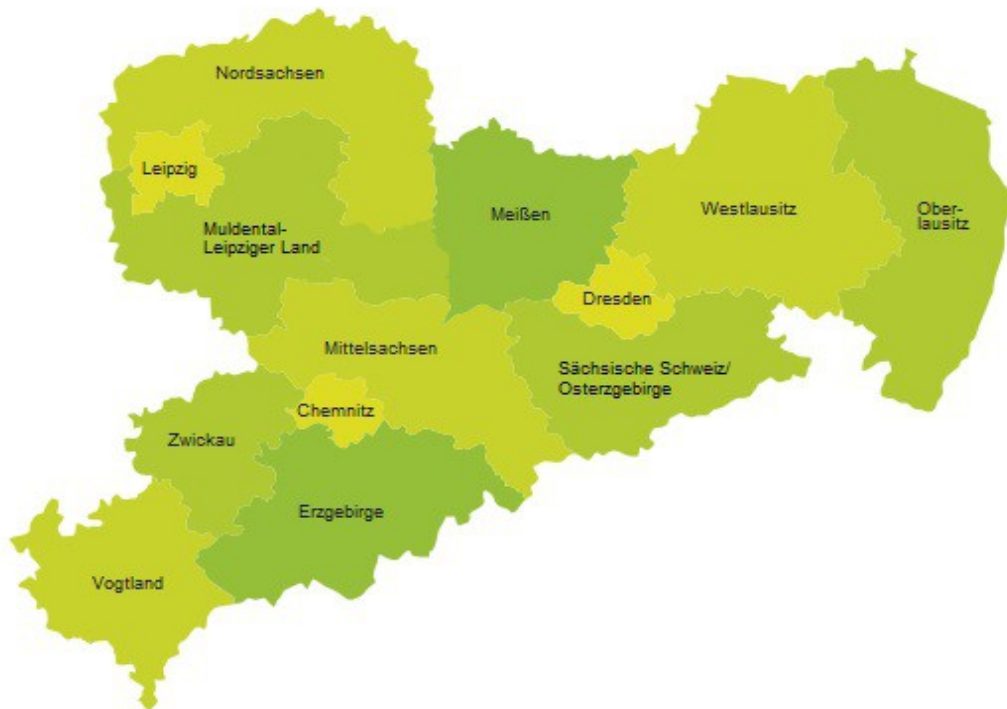 Nordsachsen
Leipzig
Muldental-
Leipziger Land
Meißen
Westlausitz
Ober-
lausitz
Dresden
Mittelsachsen
Sächsische Schweiz/
Osterzgebirge
Chemnitz
Zwickau
Erzgebirge
Vogtland